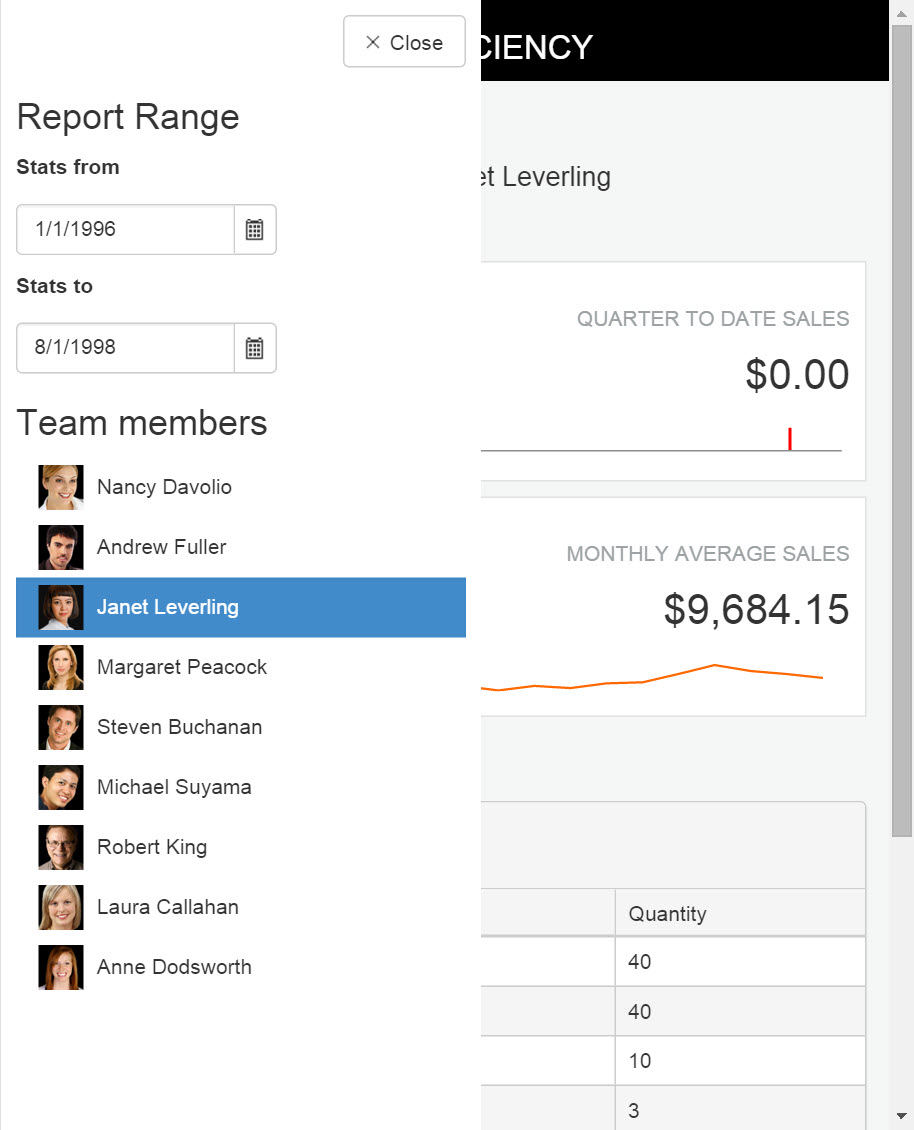 Close
CIENCY
Report Range
Stats from
1/1/1996
Stats to
8/1/1998
Team members
Nancy Davolio
Andrew Fuller
Janet Leverling
Margaret Peacock
Steven Buchanan
Michael Suyama
Robert King
Laura Callahan
Anne Dodsworth
et Leverling
QUARTER TO DATE SALES
$0.00
MONTHLY AVERAGE SALES
$9,684.15
Quantity
40
40
10
3